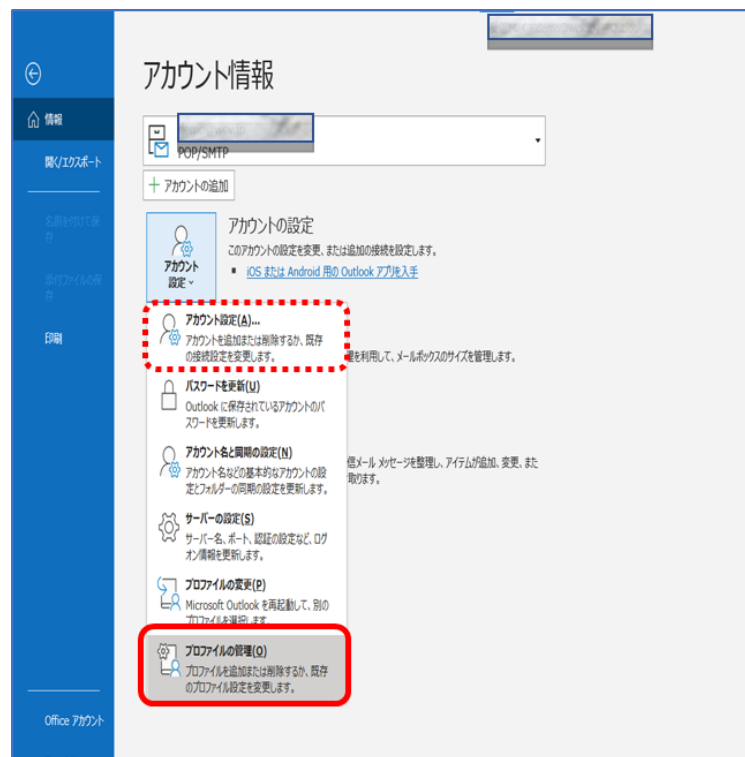 アカウント情報
情報
開く/エクスポート
POP/SMTP
アカウントの追加
名前を付けて保
存
アカウントの設定
このアカウントの設定を変更、または追加の接続を設定します。
アカウント
設定
iOS または Android 用の Outlook アプリを入手
添付ファイルの保
存
印刷
アカウント設定(A)...
アカウントを追加または削除するか、既存
の接続設定を変更します。
を利用して、メールボックスのサイズを管理します。
パスワードを更新(U)
Outlook に保存されているアカウントのパ
スワードを更新します。
アカウント名と同期の設定(N)
アカウント名などの基本的なアカウントの設
定とフォルダーの同期の設定を更新します。
信メール メッセージを整理し、アイテムが追加、変更、また
取ります。
サーバーの設定(S)
サーバー名、ポート、認証の設定など、ログ
オン情報を更新します。
プロファイルの変更(P)
Microsoft Outlook を再起動して、別の
プロファイルを選択します。
プロファイルの管理(O)
プロファイルを追加または削除するか、既存
のプロファイル設定を変更します。
Office アカウント